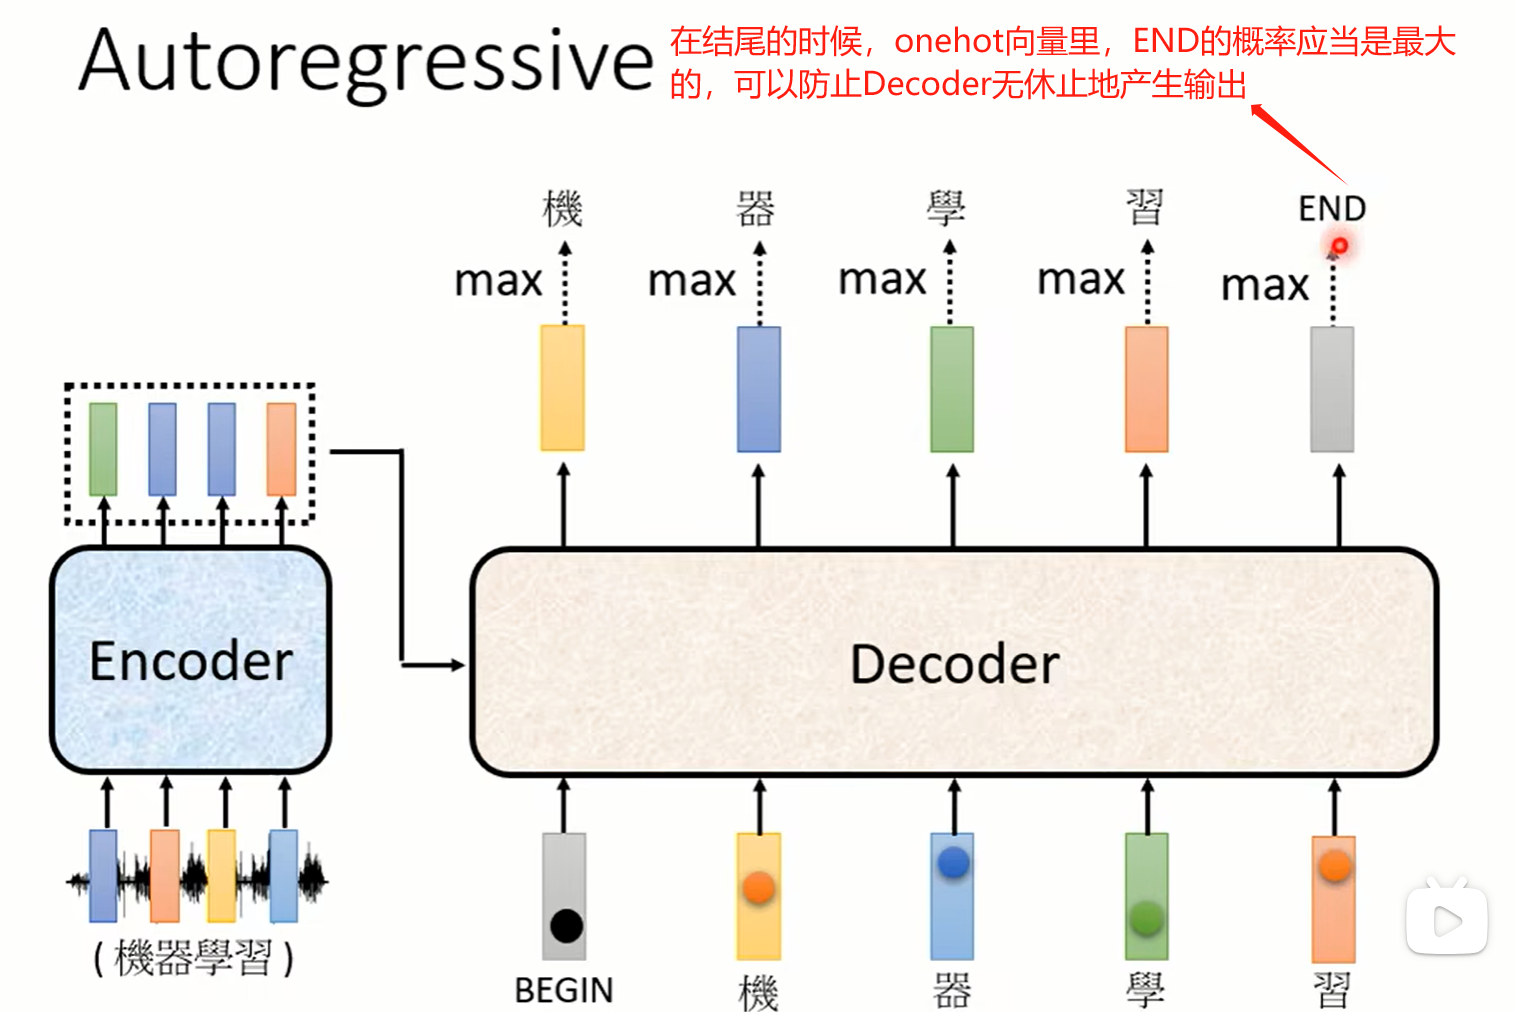 Autoregressive
在结尾的时候，onehot向量里，END的概率应当是最大
的，可以防止Decoder无休止地产生输出
機 器 學 習 END
max max max max max
Encoder
Decoder
(機器學習)
BEGIN 機 器 學 習